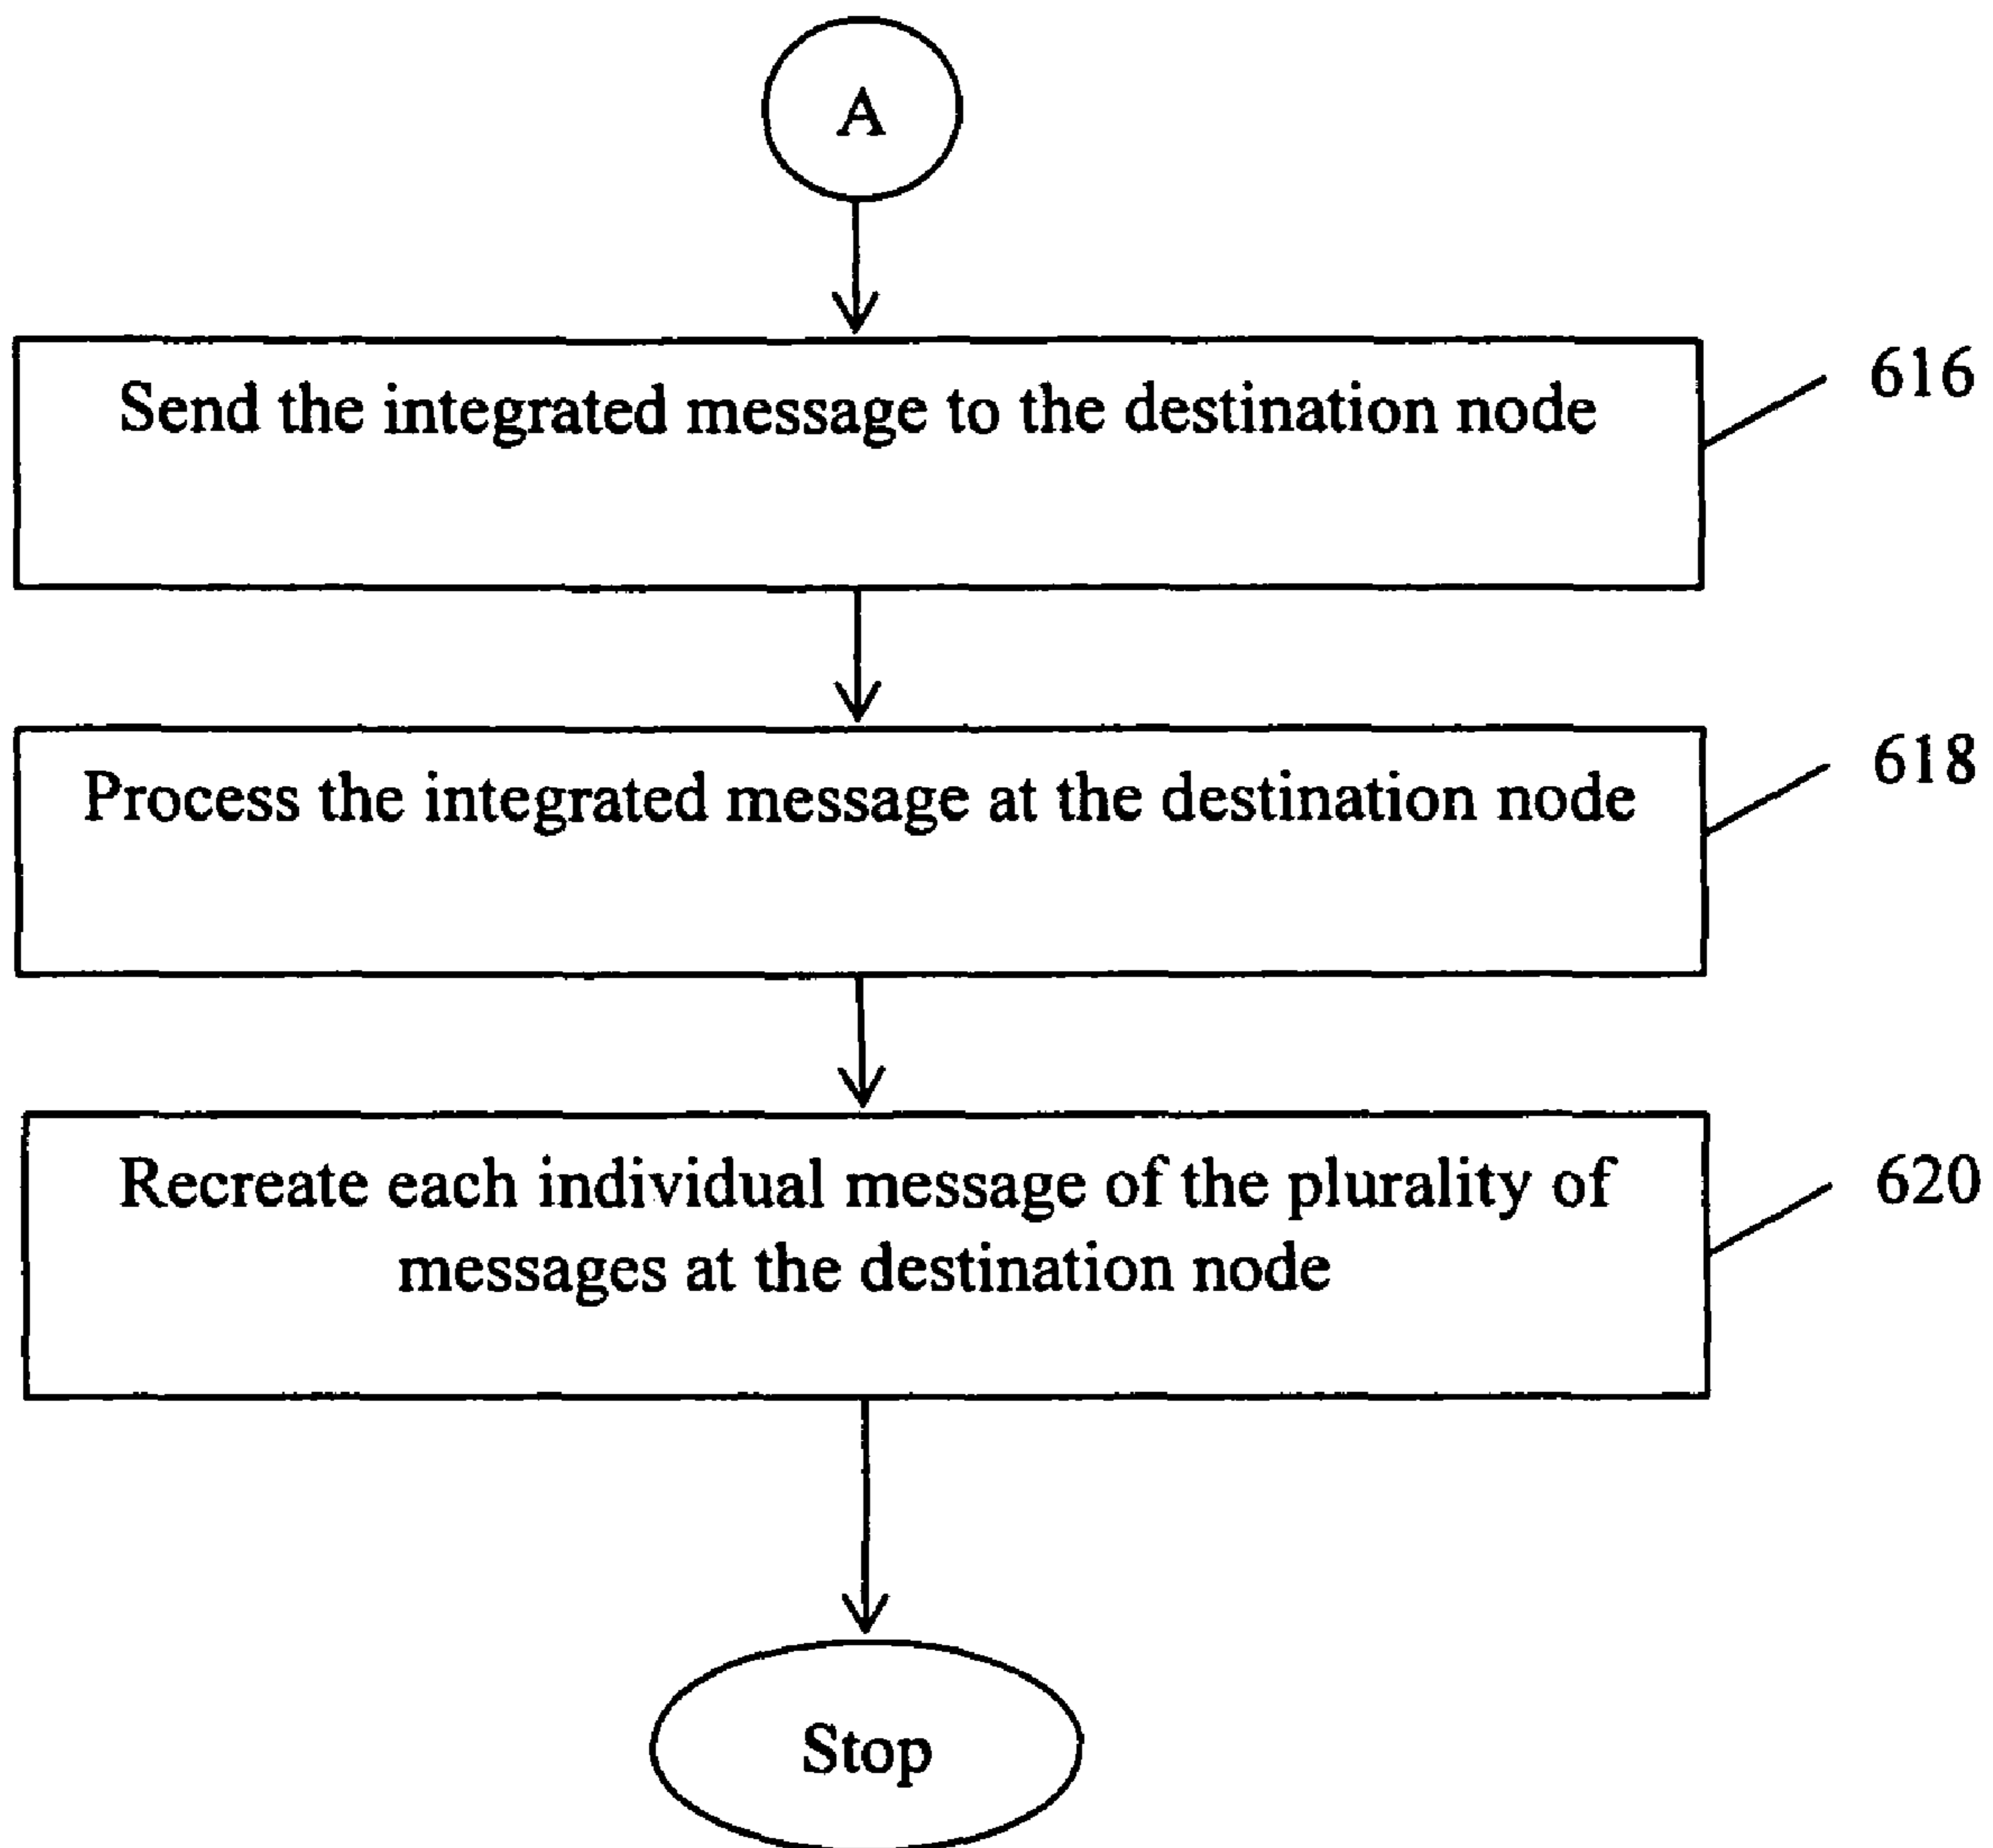 A
Send the integrated message to the destination node
616
Process the integrated message at the destination node
618
Recreate each individual message of the plurality of
messages at the destination node
620
Stop